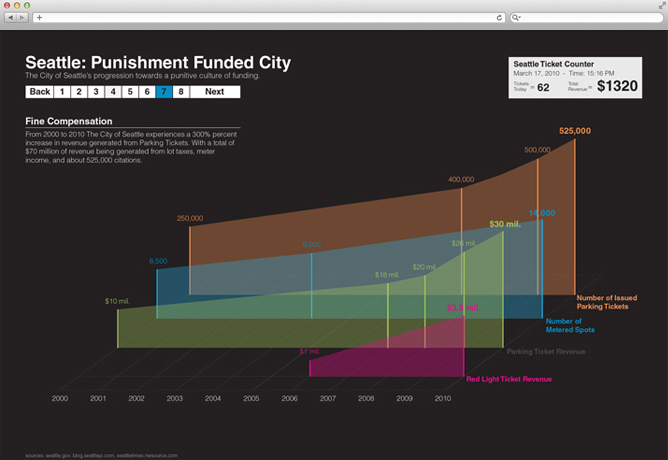 Seattle: Punishment Funded City
The City of Seattle's progression towards a punitive culture of funding.
Back 1 2 3 4 5 6 7 8 Next
Seattle Ticket Counter
March 17, 2010 - Time: 15:16 PM
Tickets Today = 62 Total Revenue = $1320
Fine Compensation
From 2000 to 2010 The City of Seattle experiences a 300% percent
increase in revenue generated from Parking Tickets. With a total of
$70 million of revenue being generated from lot taxes, meter
income, and about 525,000 citations.
525,000
500,000
400,000
250,000
14,000
$30 mil.
9,000
$26 mil.
6,500
$20 mil.
$18 mil.
$10 mil.
Number of Issued
Parking Tickets
Number of
Metered Spots
$1 mil.
Parking Ticket Revenue
Red Light Ticket Revenue
2000 2001 2002 2003 2004 2005 2006 2007 2008 2009 2010
sources: seattle.gov, blog.seattlepi.com, seattletimes.nwsource.com